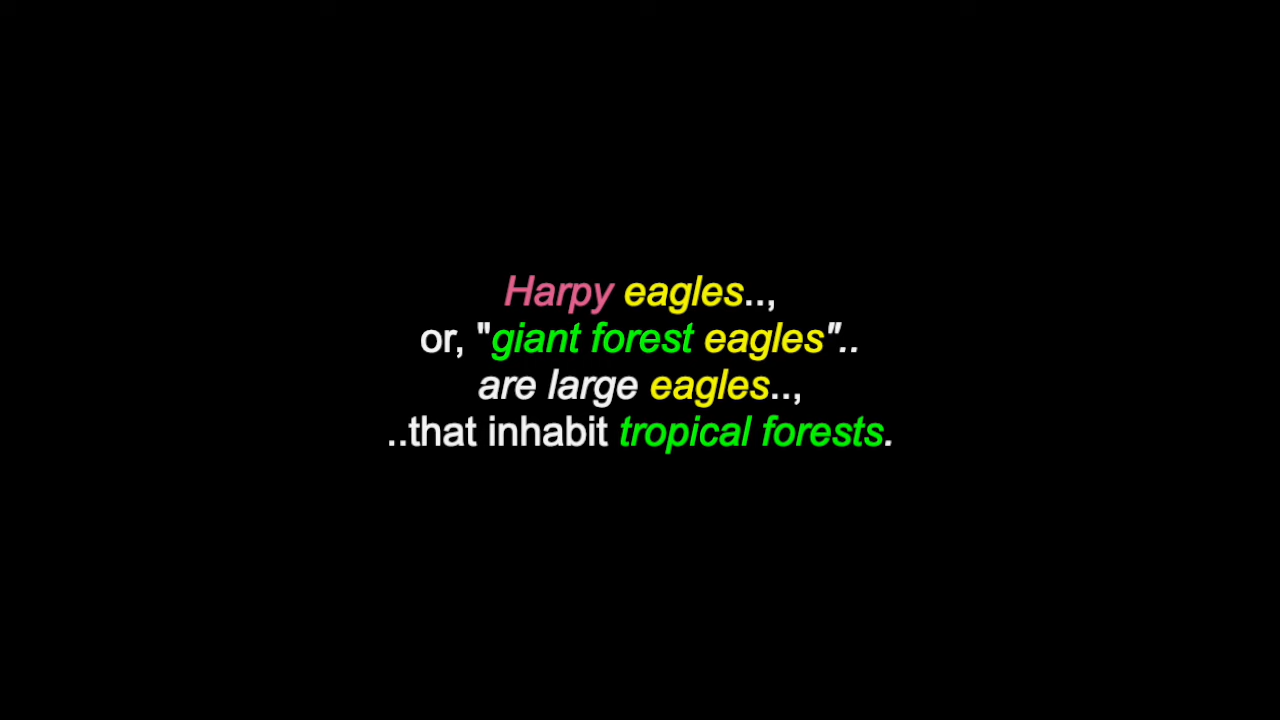 Harpy eagles..,
or, "giant forest eagles"..
are large eagles..,
..that inhabit tropical forests.